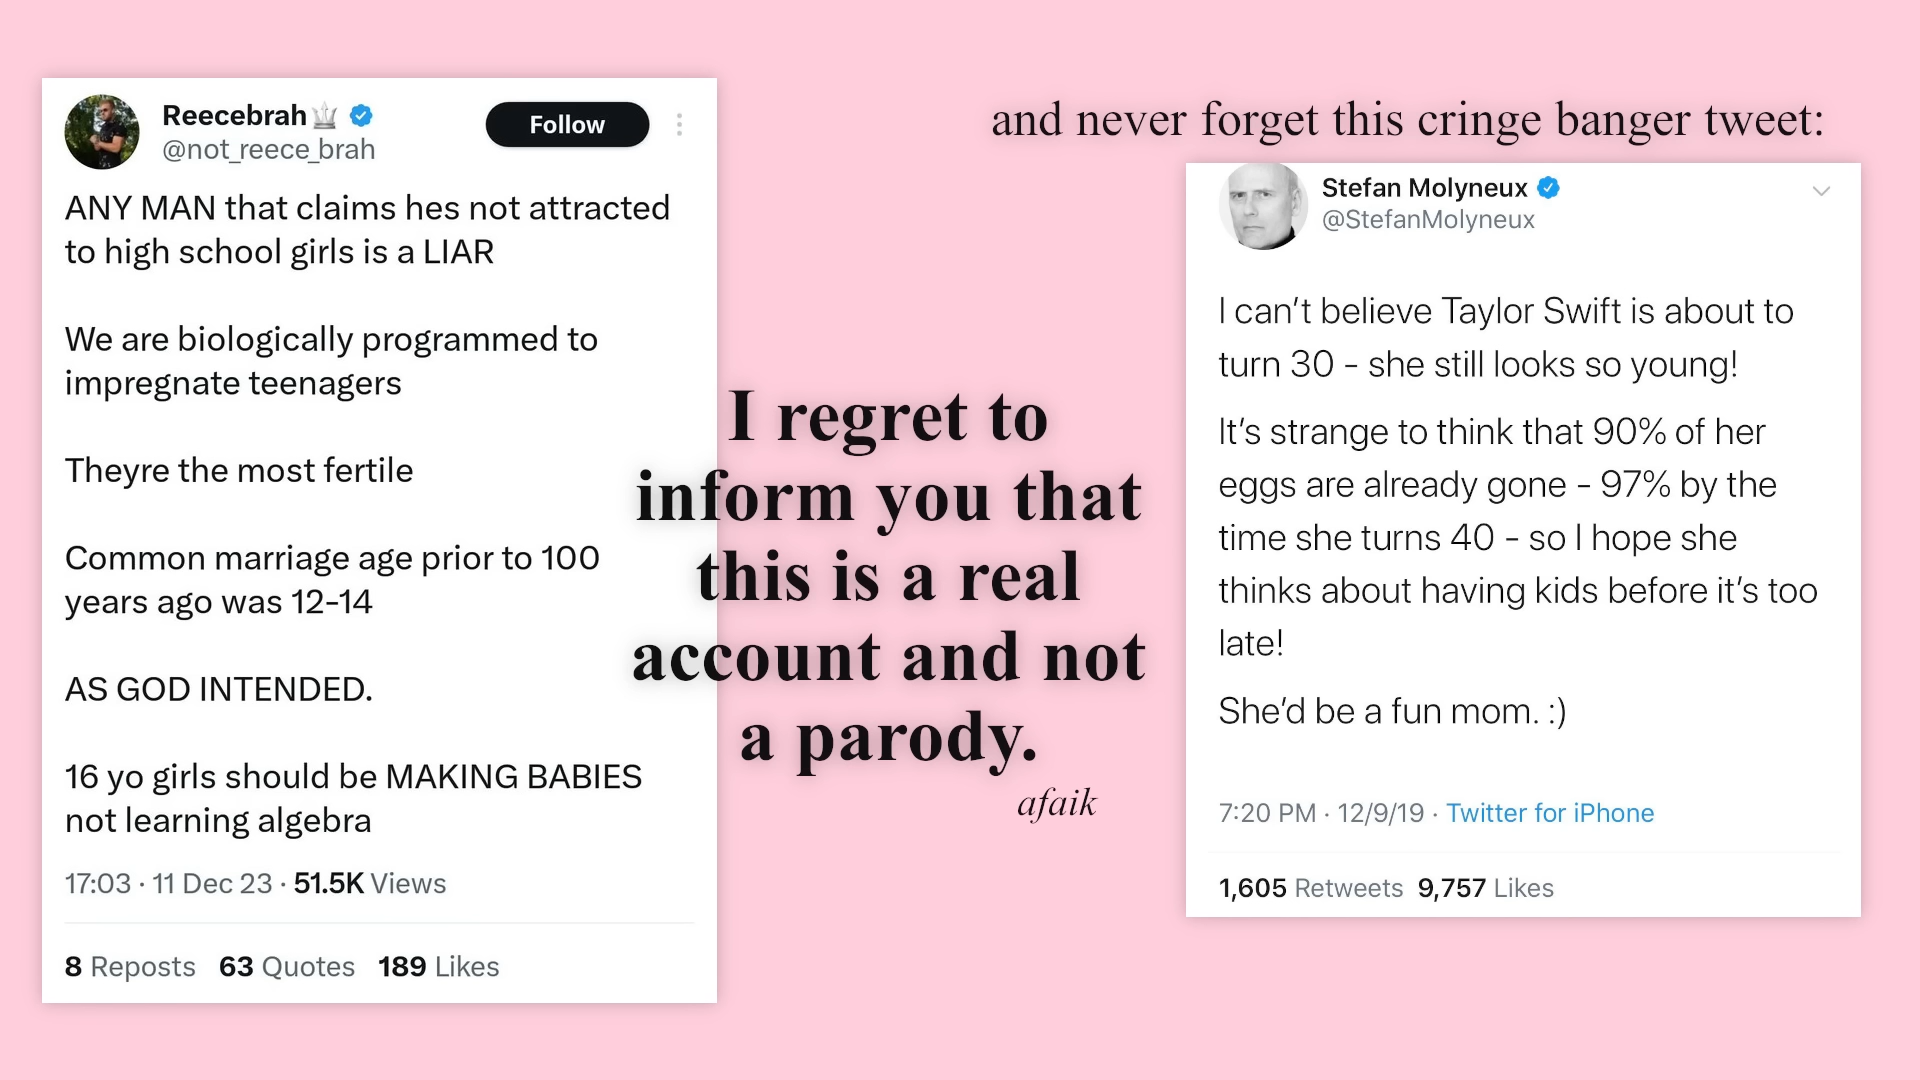 Reecebrah
@not_reece_brah
Follow
ANY MAN that claims hes not attracted
to high school girls is a LIAR
We are biologically programmed to
impregnate teenagers
Theyre the most fertile
Common marriage age prior to 100
years ago was 12-14
AS GOD INTENDED.
16 yo girls should be MAKING BABIES
not learning algebra
17:03 · 11 Dec 23 · 51.5K Views
8 Reposts 63 Quotes 189 Likes
I regret to
inform you that
this is a real
account and not
a parody.
afaik
and never forget this cringe banger tweet:
Stefan Molyneux
@StefanMolyneux
I can't believe Taylor Swift is about to
turn 30 - she still looks so young!
It's strange to think that 90% of her
eggs are already gone - 97% by the
time she turns 40 - so I hope she
thinks about having kids before it's too
late!
She'd be a fun mom. :)
7:20 PM · 12/9/19 · Twitter for iPhone
1,605 Retweets 9,757 Likes